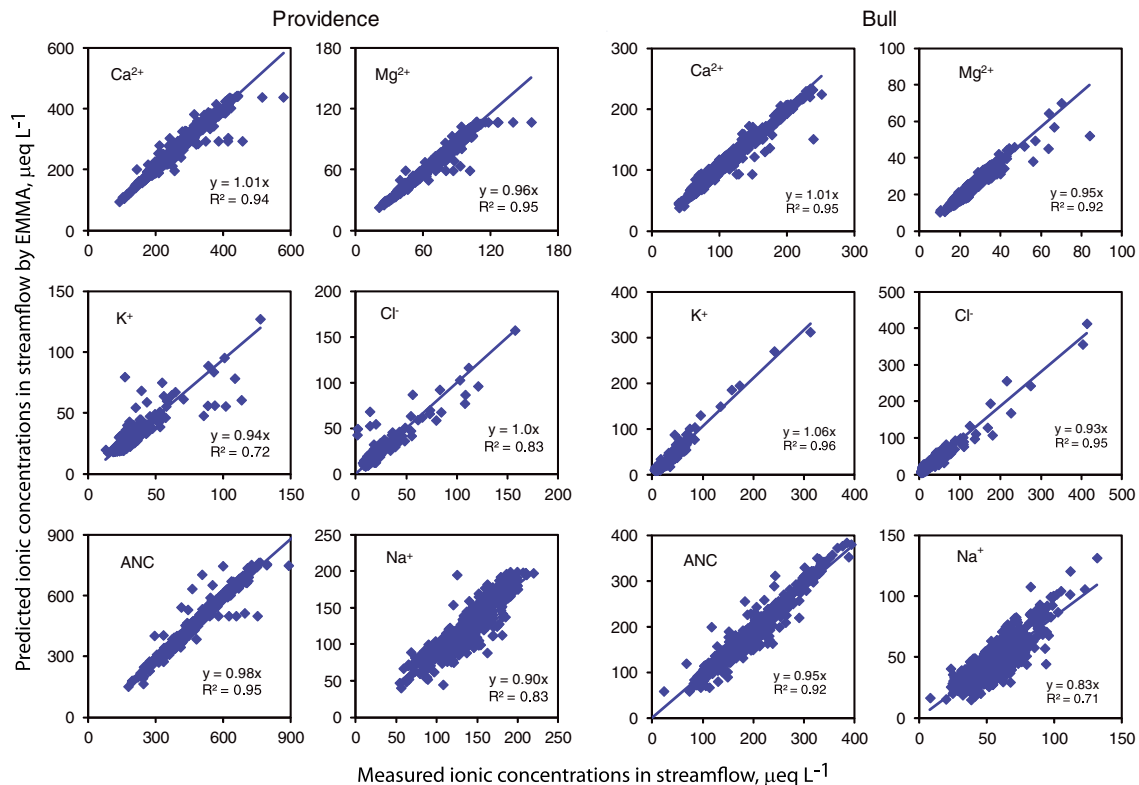 Providence
Bull
Predicted ionic concentrations in streamflow by EMMA, µeq L⁻¹
600
400
200
0
0 200 400 600
Ca²⁺
y = 1.01x
R² = 0.94
180
120
60
0
0 60 120 180
Mg²⁺
y = 0.96x
R² = 0.95
300
200
100
0
0 100 200 300
Ca²⁺
y = 1.01x
R² = 0.95
100
80
60
40
20
0
0 20 40 60 80 100
Mg²⁺
y = 0.95x
R² = 0.92
150
100
50
0
0 50 100 150
K⁺
y = 0.94x
R² = 0.72
200
150
100
50
0
0 50 100 150 200
Cl⁻
y = 1.0x
R² = 0.83
400
300
200
100
0
0 100 200 300 400
K⁺
y = 1.06x
R² = 0.96
500
400
300
200
100
0
0 100 200 300 400 500
Cl⁻
y = 0.93x
R² = 0.95
900
600
300
0
0 300 600 900
ANC
y = 0.98x
R² = 0.95
250
200
150
100
50
0
0 50 100 150 200 250
Na⁺
y = 0.90x
R² = 0.83
400
300
200
100
0
0 100 200 300 400
ANC
y = 0.95x
R² = 0.92
150
100
50
0
0 50 100 150
Na⁺
y = 0.83x
R² = 0.71
Measured ionic concentrations in streamflow, µeq L⁻¹